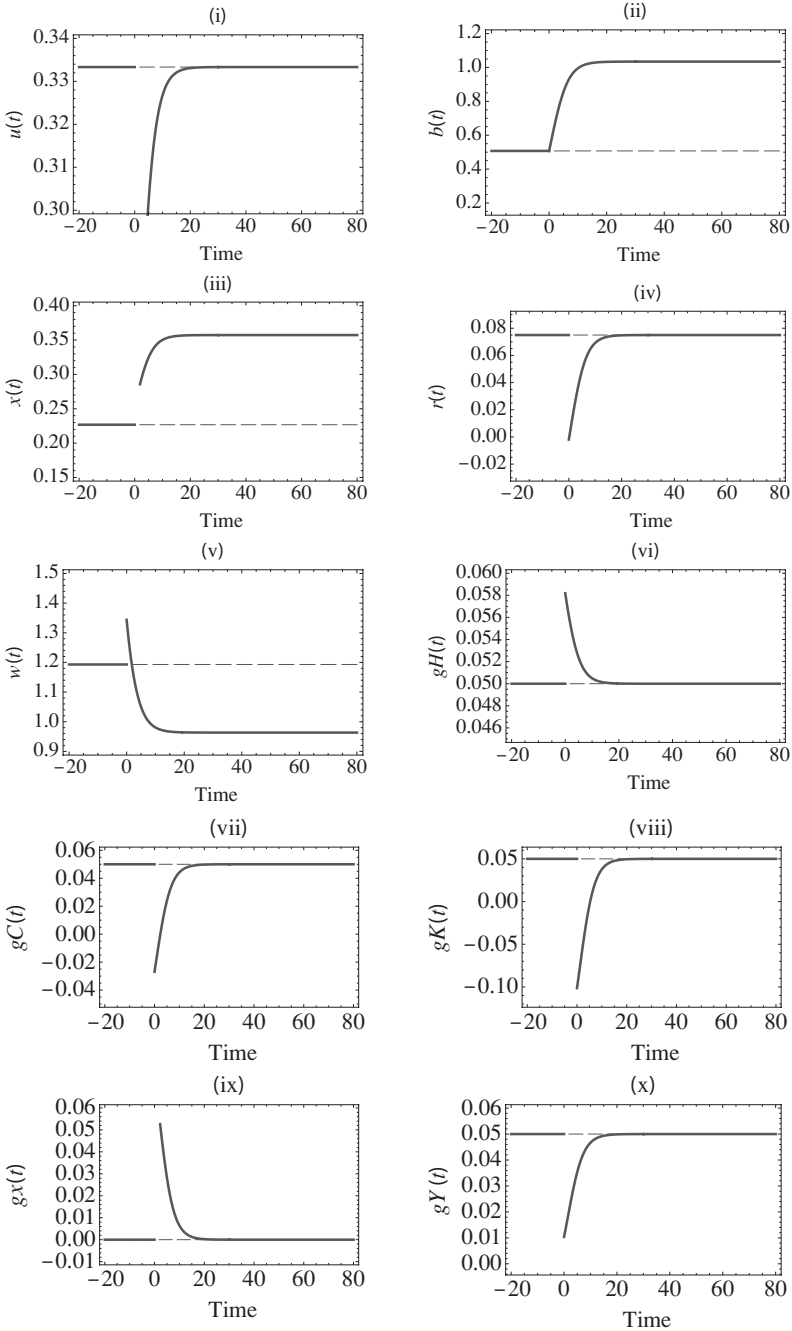 (i)
0.34
0.33
0.32
0.31
0.30
u(t)
−20 0 20 40 60 80
Time
(ii)
1.2
1.0
0.8
0.6
0.4
0.2
b(t)
−20 0 20 40 60 80
Time
(iii)
0.40
0.35
0.30
0.25
0.20
0.15
x(t)
−20 0 20 40 60 80
Time
(iv)
0.08
0.06
0.04
0.02
0.00
−0.02
r(t)
−20 0 20 40 60 80
Time
(v)
1.5
1.4
1.3
1.2
1.1
1.0
0.9
w(t)
−20 0 20 40 60 80
Time
(vi)
0.060
0.058
0.056
0.054
0.052
0.050
0.048
0.046
gH(t)
−20 0 20 40 60 80
Time
(vii)
0.06
0.04
0.02
0.00
−0.02
−0.04
gC(t)
−20 0 20 40 60 80
Time
(viii)
0.05
0.00
−0.05
−0.10
gK(t)
−20 0 20 40 60 80
Time
(ix)
0.06
0.05
0.04
0.03
0.02
0.01
0.00
−0.01
gx(t)
−20 0 20 40 60 80
Time
(x)
0.06
0.05
0.04
0.03
0.02
0.01
0.00
gY (t)
−20 0 20 40 60 80
Time